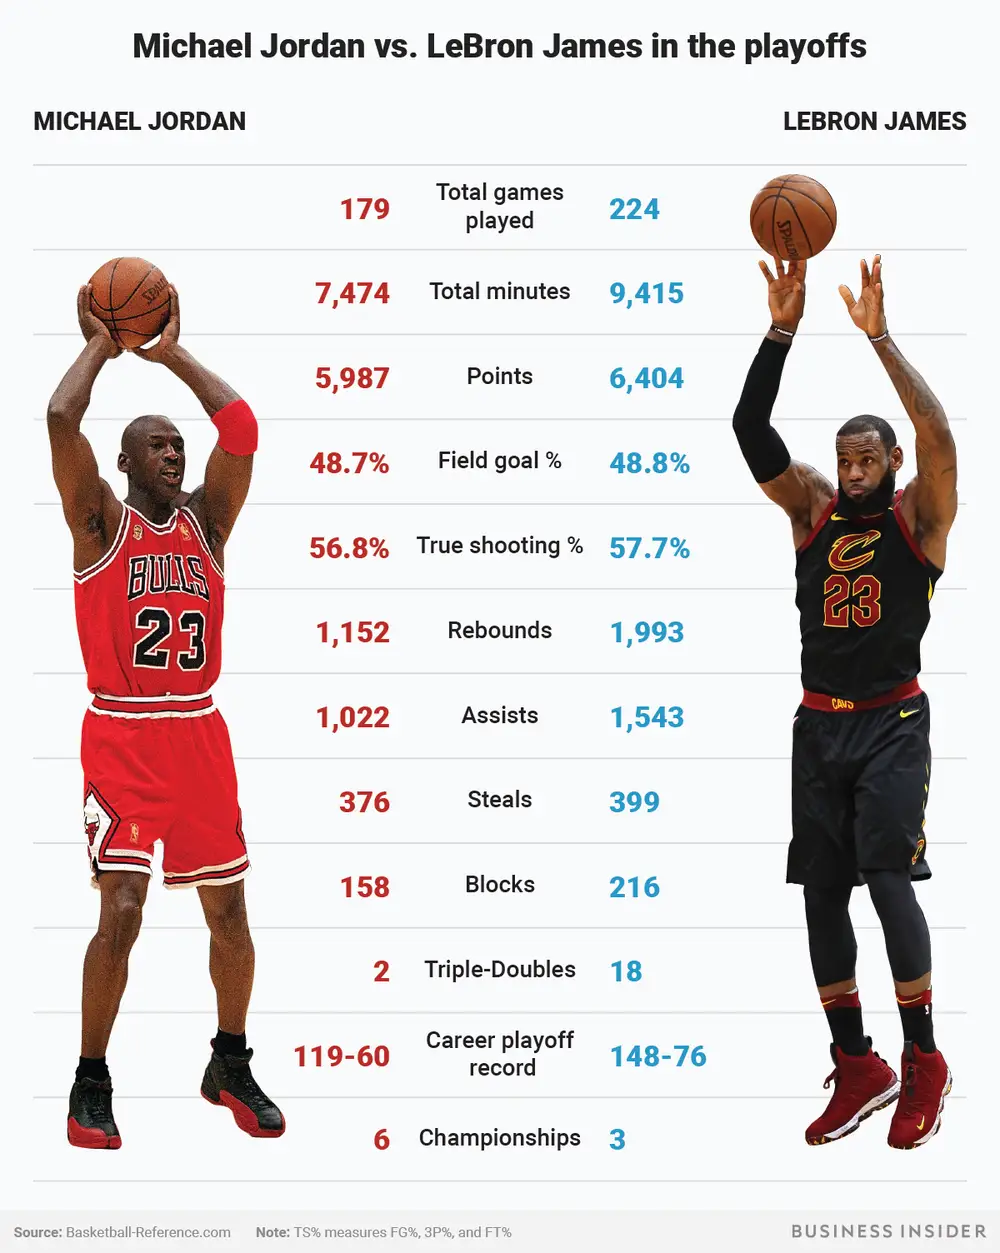 Michael Jordan vs. LeBron James in the playoffs
MICHAEL JORDAN
LEBRON JAMES
179 Total games played 224
7,474 Total minutes 9,415
5,987 Points 6,404
48.7% Field goal % 48.8%
56.8% True shooting % 57.7%
1,152 Rebounds 1,993
1,022 Assists 1,543
376 Steals 399
158 Blocks 216
2 Triple-Doubles 18
119-60 Career playoff record 148-76
6 Championships 3
BULLS
23
C
23
CAVS
Source: Basketball-Reference.com Note: TS% measures FG%, 3P%, and FT%
BUSINESS INSIDER